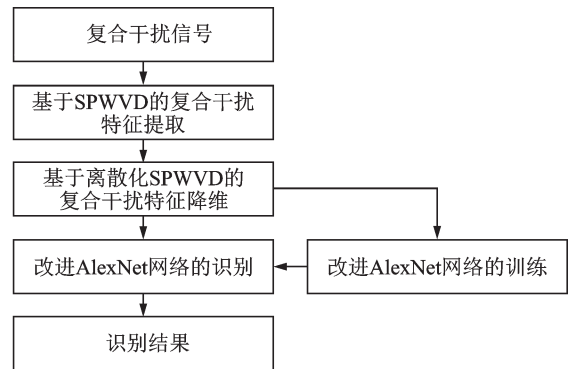 复合干扰信号
基于SPWVD的复合干扰
特征提取
基于离散化SPWVD的
复合干扰特征降维
改进AlexNet网络的识别
改进AlexNet网络的训练
识别结果